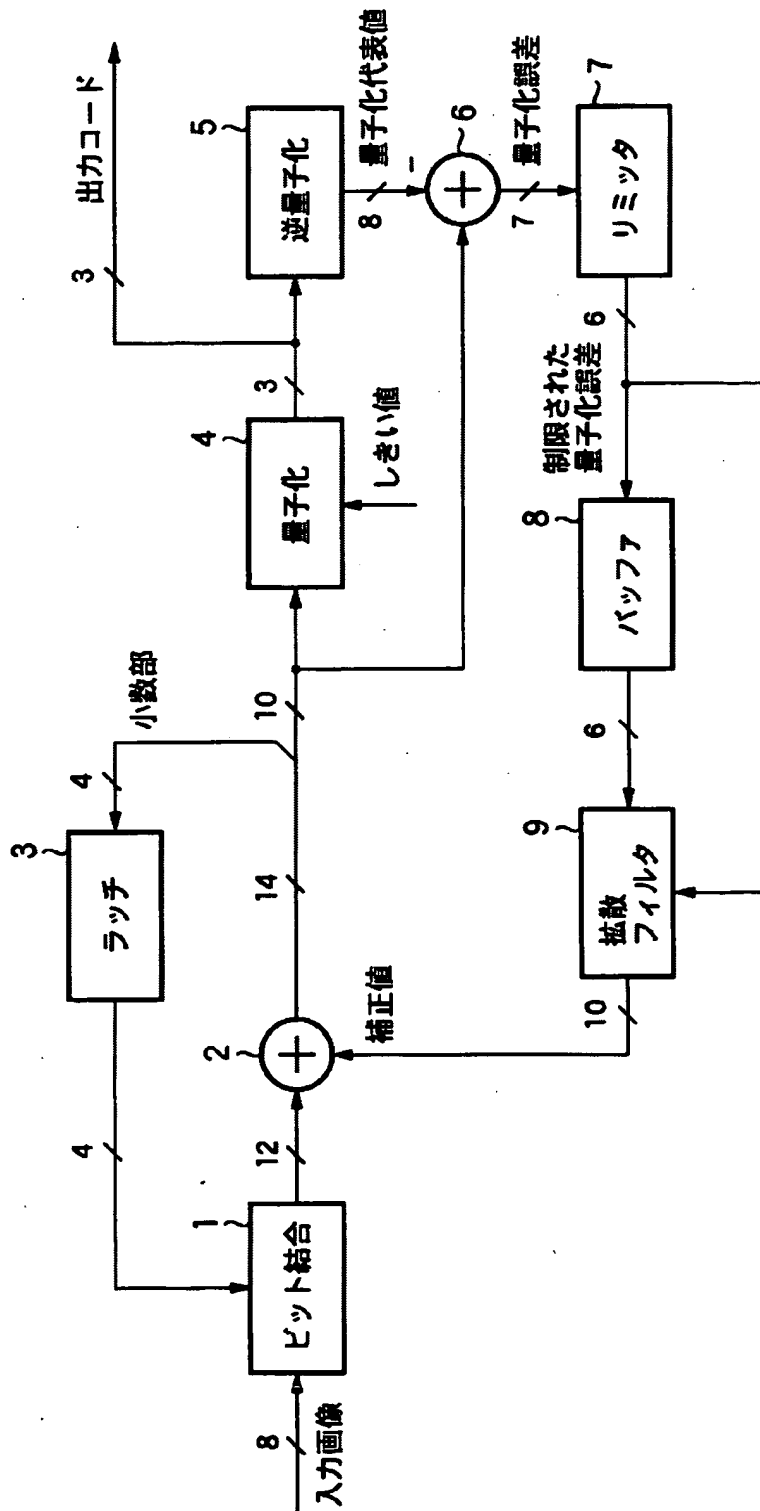 入力画像
8
1
ビット結合
4
12
3
ラッチ
4
小数部
2
補正値
14
10
4
量子化
しきい値
3
3
出力コード
5
逆量子化
8
量子化代表値
−
6
7
量子化誤差
7
リミッタ
6
制限された
量子化誤差
8
バッファ
6
9
拡散
フィルタ
10